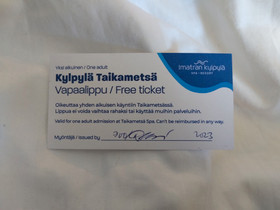 Yksi aikuinen / One adult
Kylpylä Taikametsä
Vapaalippu / Free ticket
imatran kylpylä
SPA • RESORT
Oikeuttaa yhden aikuisen käyntiin Taikametsässä.
Lippua ei voida vaihtaa rahaksi tai käyttää muihin palveluihin.
Valid for one adult admission at Taikametsä Spa. Can't be reimbursed in any way.
Myöntäjä / Issued by
2023